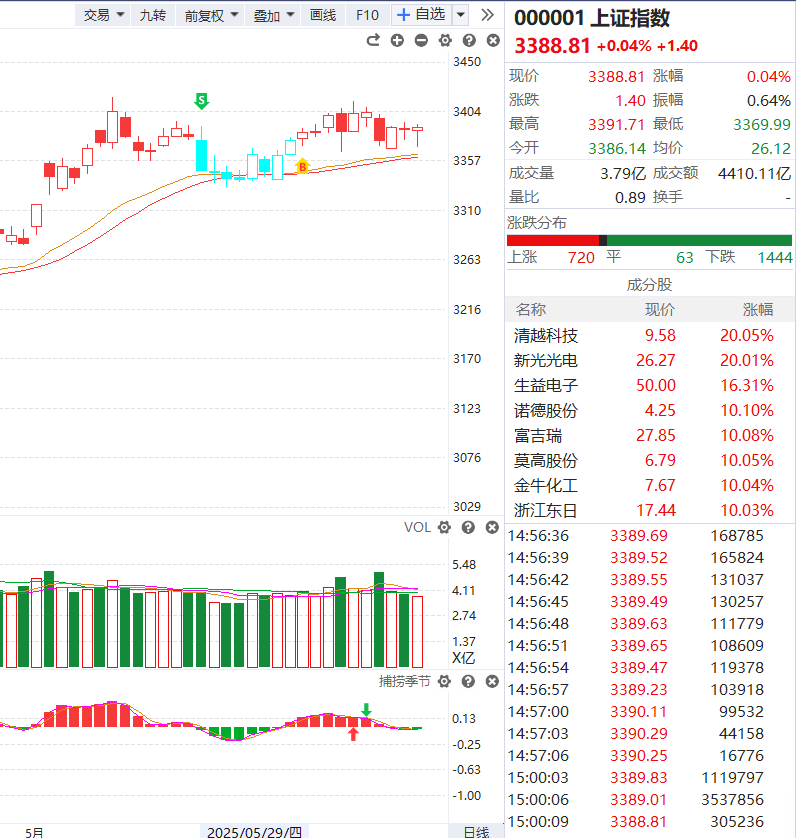 交易 九转 前复权 叠加 画线 F10 自选
3450
3404
3357
3310
3263
3216
3170
3123
3076
3029
S
B
VOL
5.48
4.11
2.74
1.37
X亿
捕捞季节
0.13
-0.25
-0.63
-1.00
5月 2025/05/29/四 日线
000001 上证指数
3388.81 +0.04% +1.40
现价 3388.81 涨幅 0.04%
涨跌 1.40 振幅 0.64%
最高 3391.71 最低 3369.99
今开 3386.14 均价 26.12
成交量 3.79亿 成交额 4410.11亿
量比 0.89 换手 -
涨跌分布
上涨 720 平 63 下跌 1444
成分股
名称 现价 涨幅
清越科技 9.58 20.05%
新光光电 26.27 20.01%
生益电子 50.00 16.31%
诺德股份 4.25 10.10%
富吉瑞 27.85 10.08%
莫高股份 6.79 10.05%
金牛化工 7.67 10.04%
浙江东日 17.44 10.03%
14:56:36 3389.69 168785
14:56:39 3389.52 165824
14:56:42 3389.55 131037
14:56:45 3389.49 130257
14:56:48 3389.63 111779
14:56:51 3389.65 108609
14:56:54 3389.47 119378
14:56:57 3389.23 103918
14:57:00 3390.11 99532
14:57:03 3390.29 44158
14:57:06 3390.25 16776
15:00:03 3389.83 1119797
15:00:06 3389.01 3537856
15:00:09 3388.81 305236